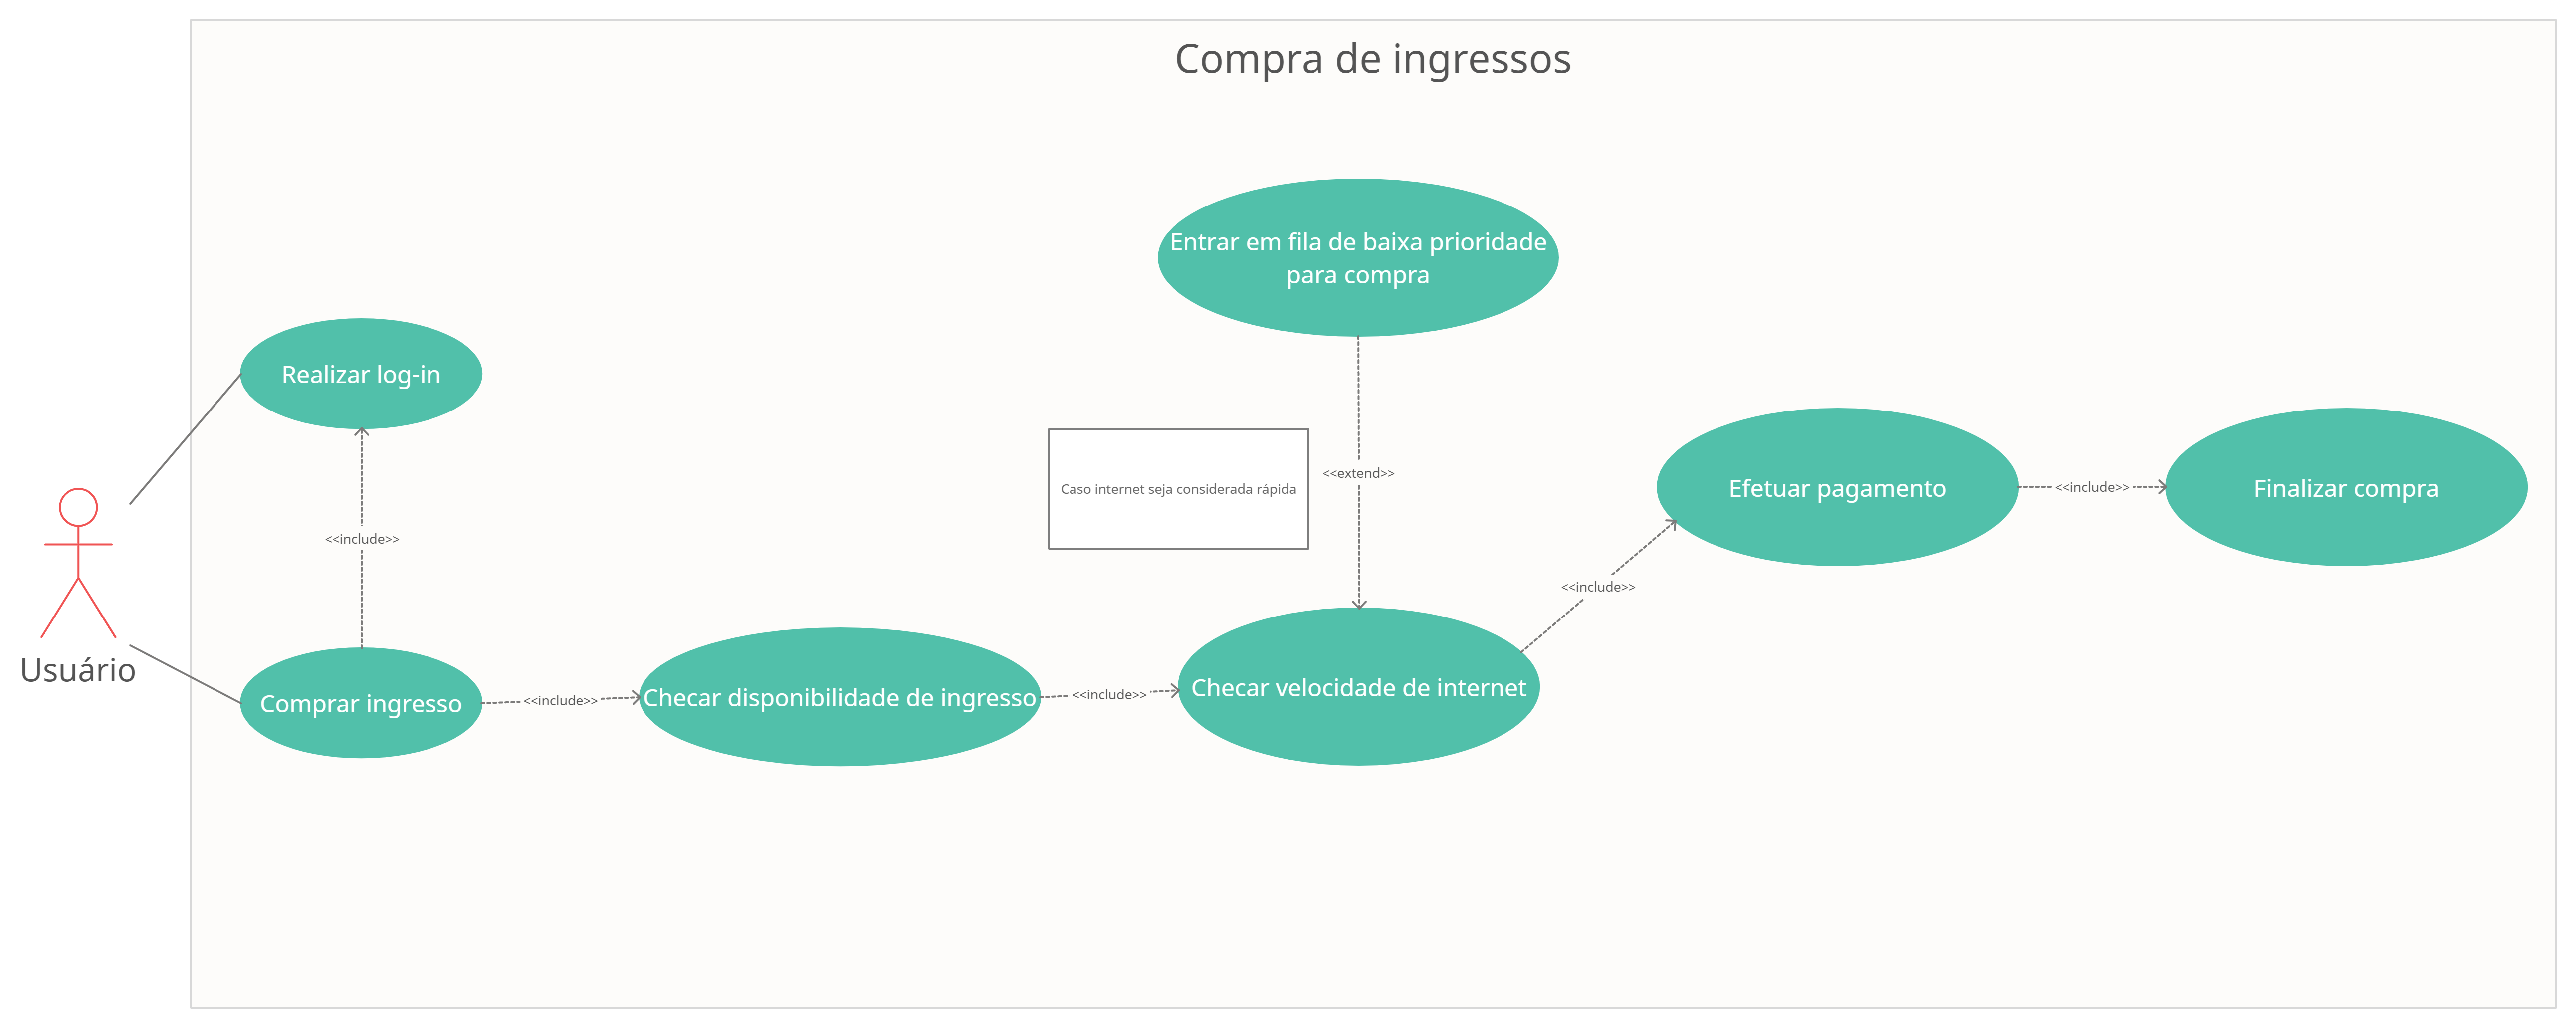 Compra de ingressos
Entrar em fila de baixa prioridade
para compra
Realizar log-in
<<extend>>
Caso internet seja considerada rápida
Efetuar pagamento
<<include>>
Finalizar compra
<<include>>
<<include>>
Usuário
Comprar ingresso
<<include>>
Checar disponibilidade de ingresso
<<include>>
Checar velocidade de internet